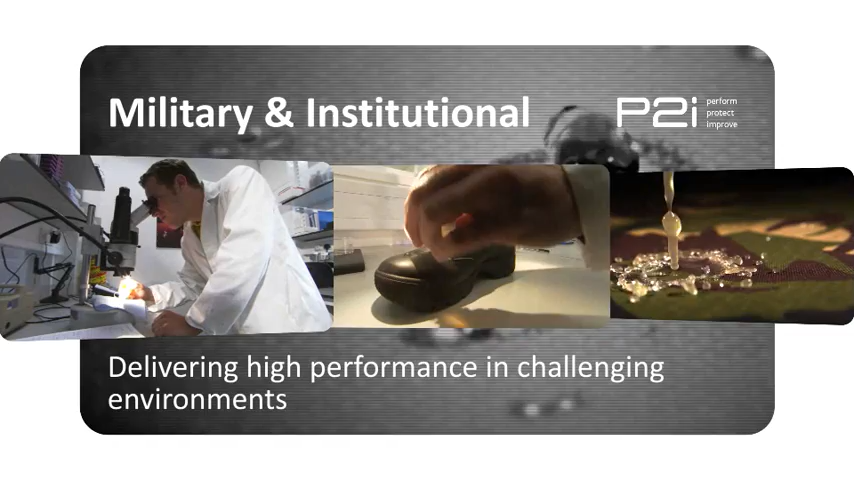 Military & Institutional
P2i
perform
protect
improve
Delivering high performance in challenging
environments